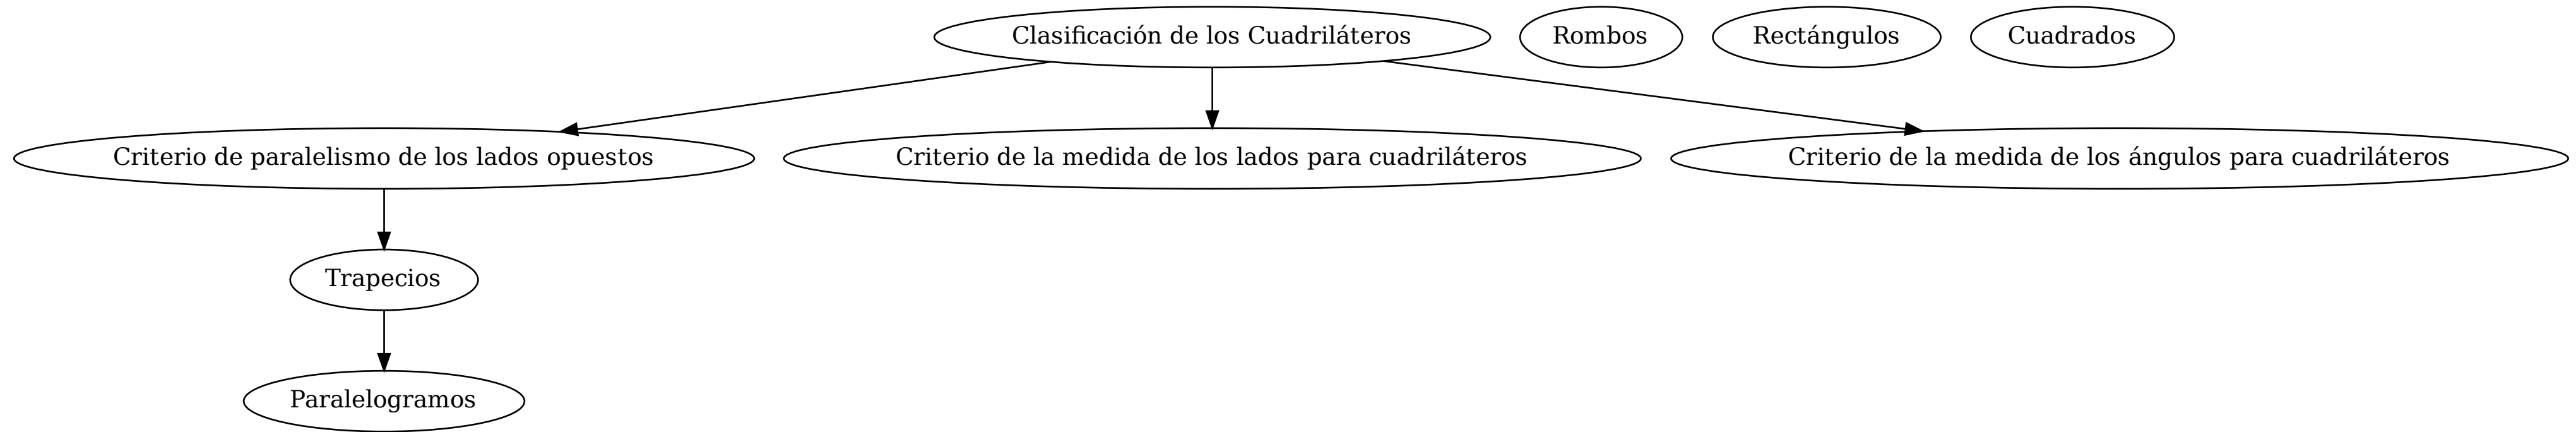 Clasificación de los Cuadriláteros
Rombos
Rectángulos
Cuadrados
Criterio de paralelismo de los lados opuestos
Criterio de la medida de los lados para cuadriláteros
Criterio de la medida de los ángulos para cuadriláteros
Trapecios
Paralelogramos